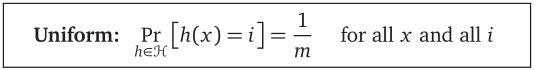 Uniform: Pr_{h∈ℋ} [h(x) = i] = 1/m for all x and all i